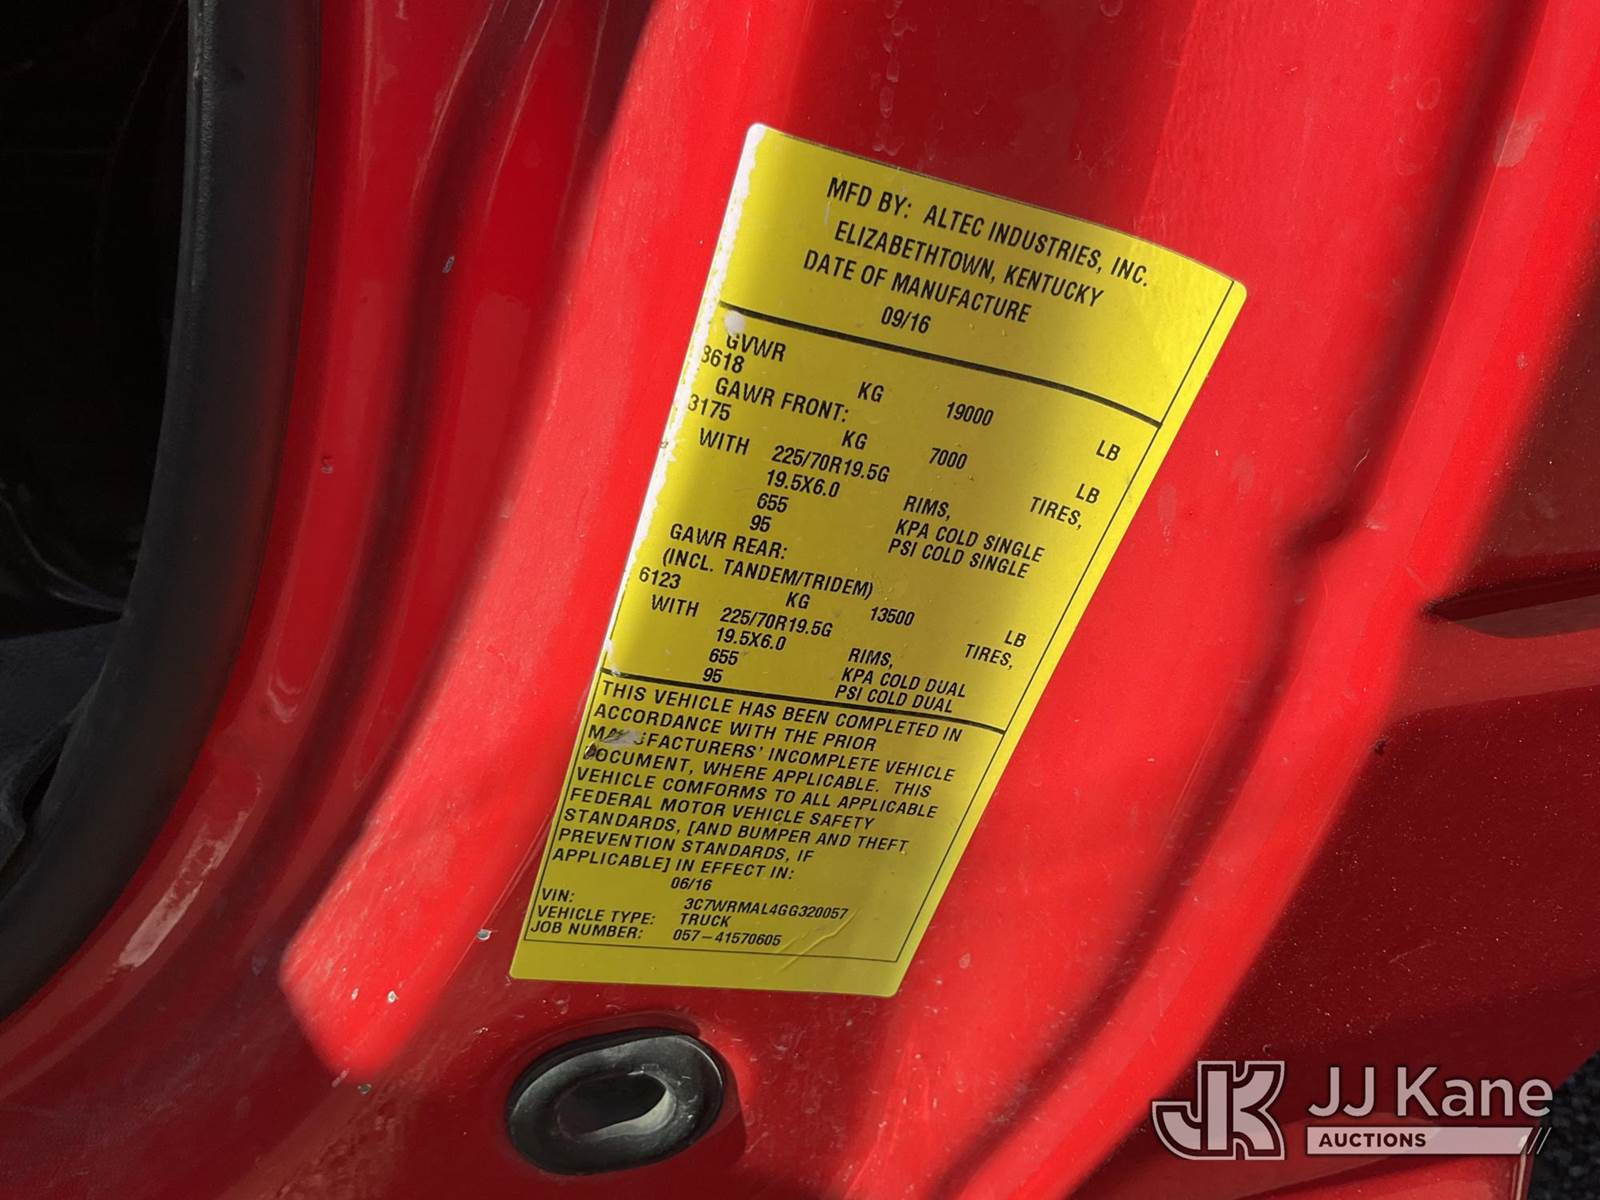 MFD BY: ALTEC INDUSTRIES, INC.
ELIZABETHTOWN, KENTUCKY
DATE OF MANUFACTURE
09/16
GVWR
8618 KG 19000 LB
GAWR FRONT:
3175 KG 7000 LB
WITH 225/70R19.5G TIRES,
19.5X6.0 RIMS,
655 KPA COLD SINGLE
95 PSI COLD SINGLE
GAWR REAR:
(INCL. TANDEM/TRIDEM)
6123 KG 13500 LB
WITH 225/70R19.5G TIRES,
19.5X6.0 RIMS,
655 KPA COLD DUAL
95 PSI COLD DUAL
THIS VEHICLE HAS BEEN COMPLETED IN
ACCORDANCE WITH THE PRIOR
MANUFACTURERS' INCOMPLETE VEHICLE
DOCUMENT, WHERE APPLICABLE. THIS
VEHICLE COMFORMS TO ALL APPLICABLE
FEDERAL MOTOR VEHICLE SAFETY
STANDARDS, [AND BUMPER AND THEFT
PREVENTION STANDARDS, IF
APPLICABLE] IN EFFECT IN:
06/16
VIN: 3C7WRMAL4GG320057
VEHICLE TYPE: TRUCK
JOB NUMBER: 057-41570605
JK JJ Kane
AUCTIONS